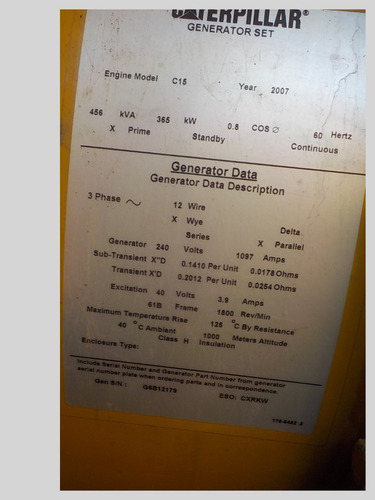 CATERPILLAR®
GENERATOR SET
Engine Model C15 Year 2007
456 kVA 365 kW 0.8 COS ∅ 60 Hertz
X Prime Standby Continuous
Generator Data
Generator Data Description
3 Phase ~ 12 Wire
X Wye Delta
Series X Parallel
Generator 240 Volts 1097 Amps
Sub-Transient X"D 0.1410 Per Unit 0.0178 Ohms
Transient X'D 0.2012 Per Unit 0.0254 Ohms
Excitation 40 Volts 3.9 Amps
81B Frame 1800 Rev/Min
Maximum Temperature Rise 125 °C By Resistance
40 °C Ambient 1000 Meters Altitude
Class H Insulation
Enclosure Type:
Include Serial Number and Generator Part Number from generator
serial number plate when ordering parts and in correspondence.
Gen S/N : G6B12179 ESO: CXRKW